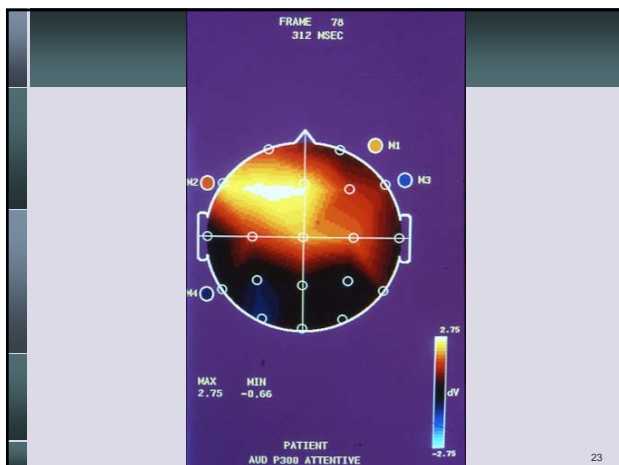 FRAME 78
312 MSEC
M1
M2
M3
M4
2.75
MAX MIN
2.75 -0.66
dV
-2.75
PATIENT
AUD P300 ATTENTIVE
23